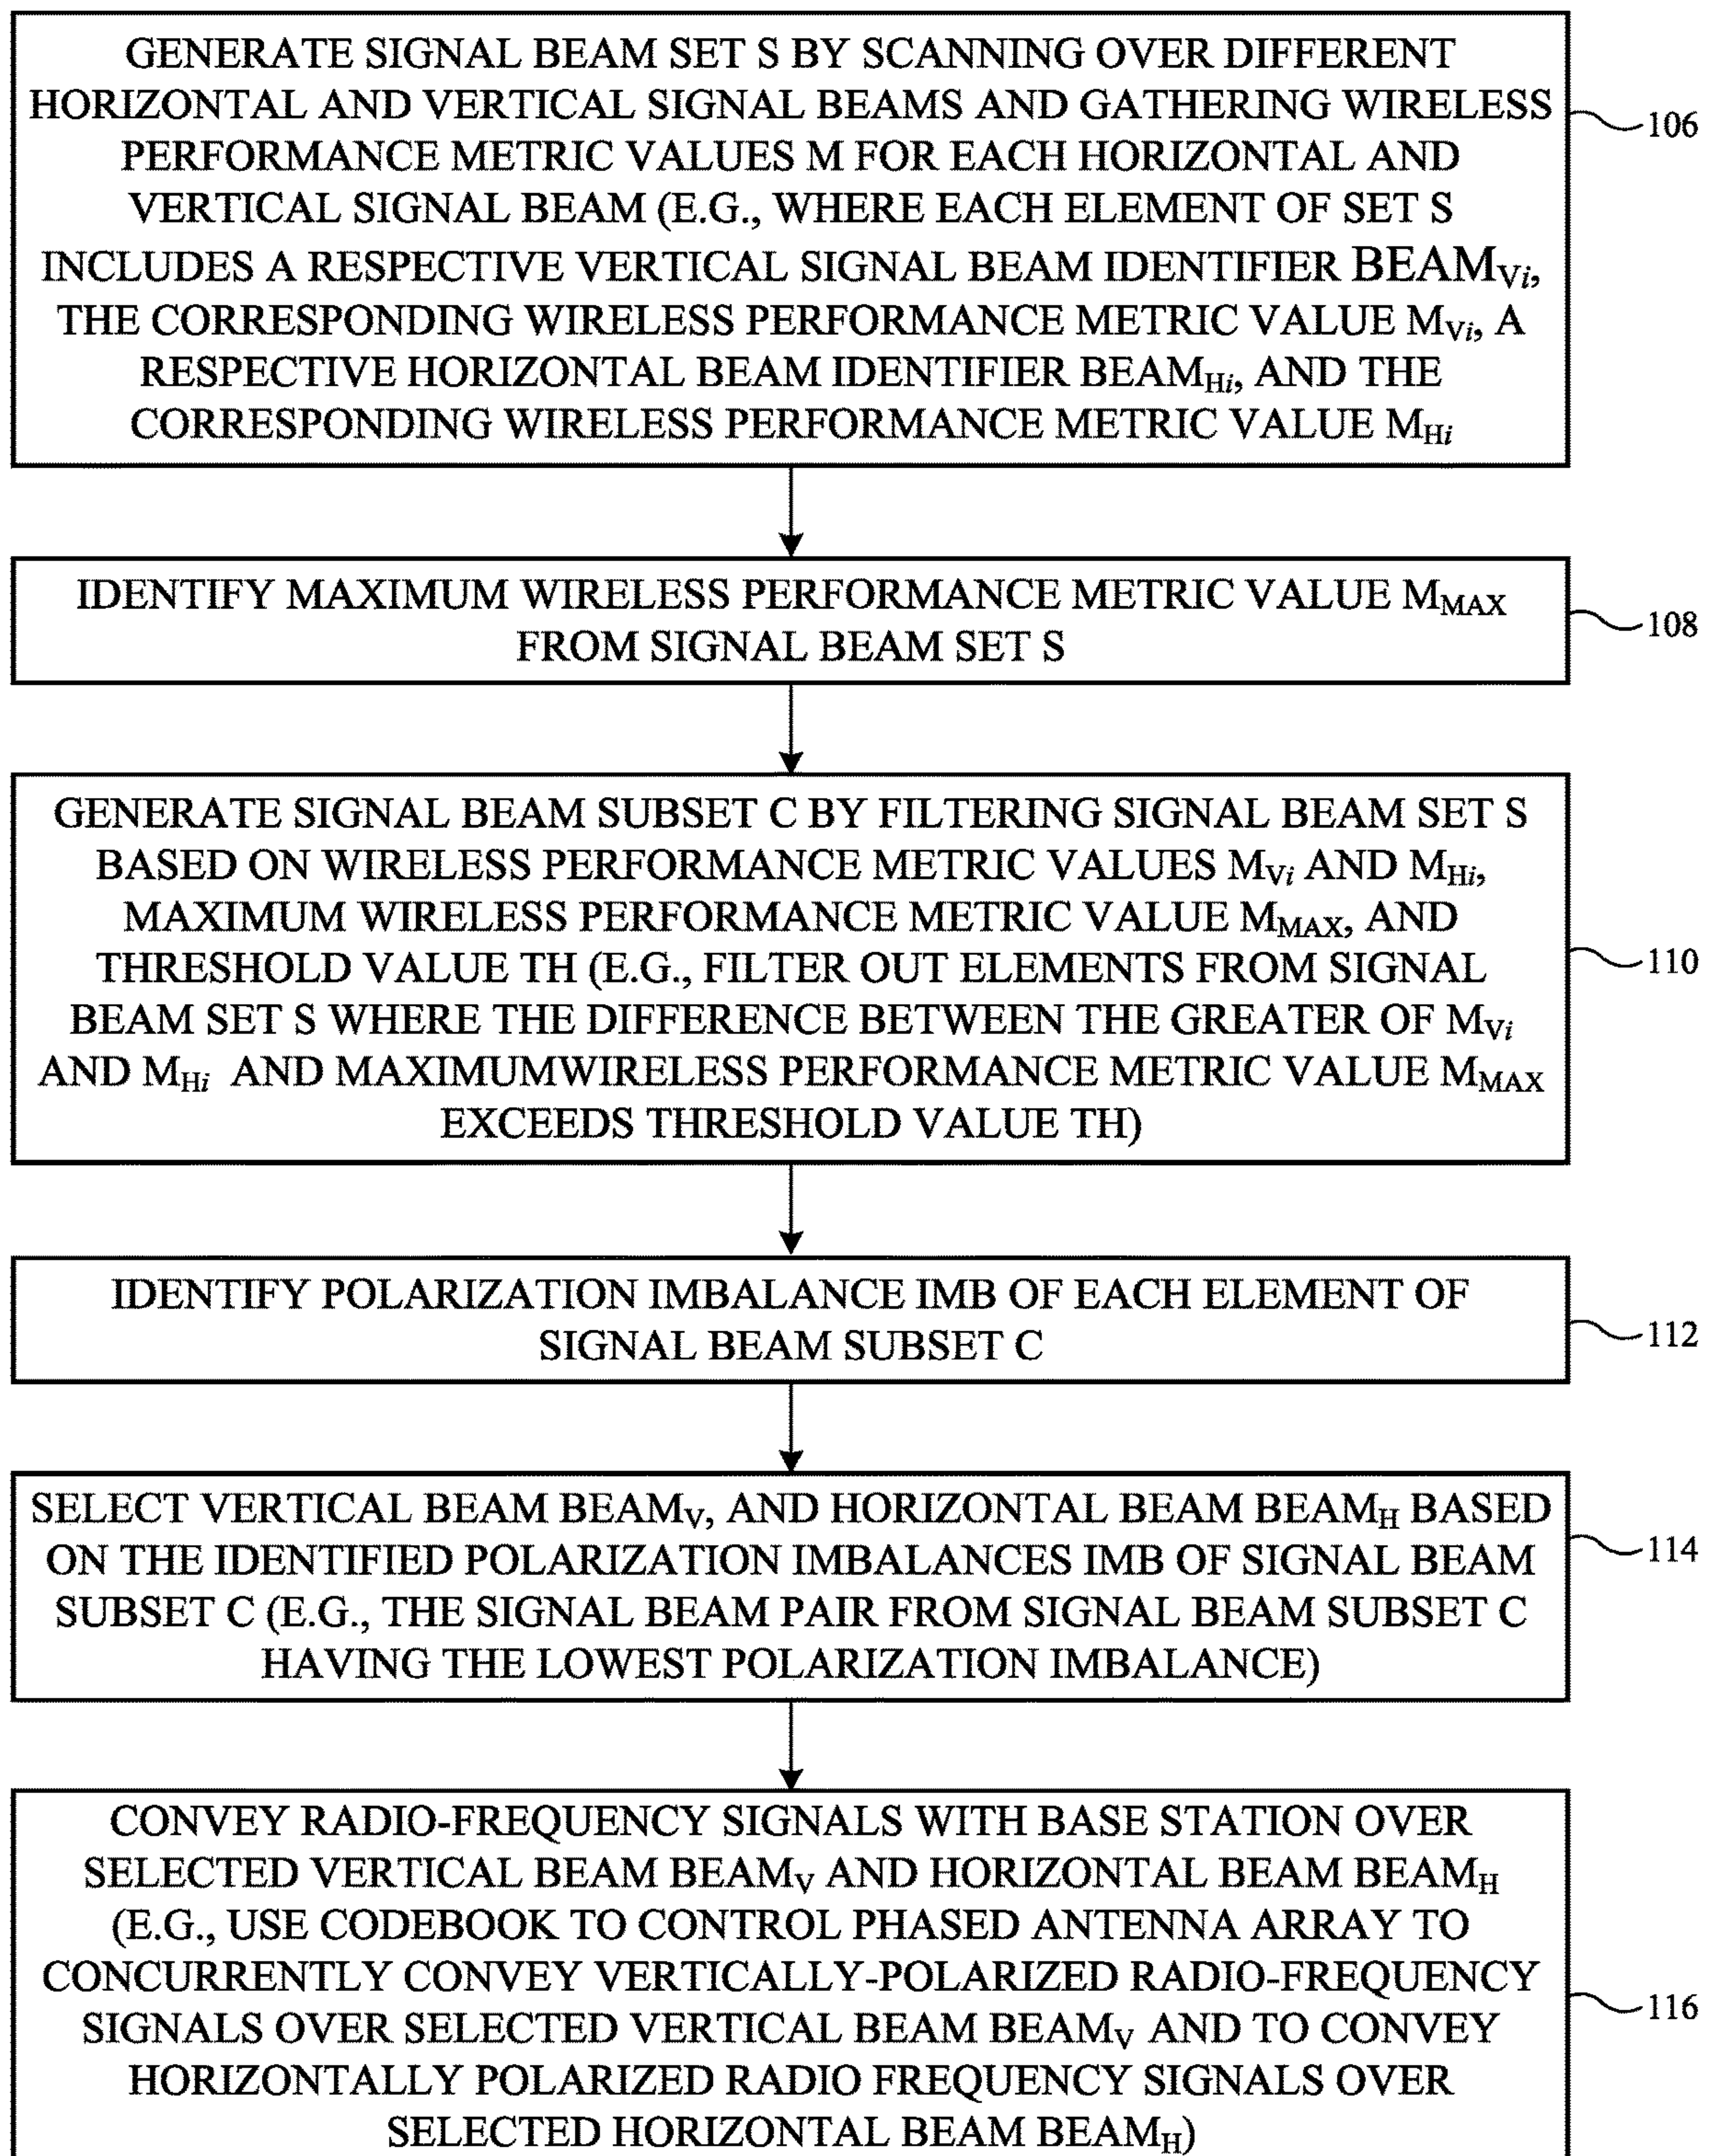 GENERATE SIGNAL BEAM SET S BY SCANNING OVER DIFFERENT
HORIZONTAL AND VERTICAL SIGNAL BEAMS AND GATHERING WIRELESS
PERFORMANCE METRIC VALUES M FOR EACH HORIZONTAL AND
VERTICAL SIGNAL BEAM (E.G., WHERE EACH ELEMENT OF SET S
INCLUDES A RESPECTIVE VERTICAL SIGNAL BEAM IDENTIFIER BEAMVi,
THE CORRESPONDING WIRELESS PERFORMANCE METRIC VALUE MVi, A
RESPECTIVE HORIZONTAL BEAM IDENTIFIER BEAMHi, AND THE
CORRESPONDING WIRELESS PERFORMANCE METRIC VALUE MHi
106
IDENTIFY MAXIMUM WIRELESS PERFORMANCE METRIC VALUE MMAX
FROM SIGNAL BEAM SET S
108
GENERATE SIGNAL BEAM SUBSET C BY FILTERING SIGNAL BEAM SET S
BASED ON WIRELESS PERFORMANCE METRIC VALUES MVi AND MHi,
MAXIMUM WIRELESS PERFORMANCE METRIC VALUE MMAX, AND
THRESHOLD VALUE TH (E.G., FILTER OUT ELEMENTS FROM SIGNAL
BEAM SET S WHERE THE DIFFERENCE BETWEEN THE GREATER OF MVi
AND MHi AND MAXIMUMWIRELESS PERFORMANCE METRIC VALUE MMAX
EXCEEDS THRESHOLD VALUE TH)
110
IDENTIFY POLARIZATION IMBALANCE IMB OF EACH ELEMENT OF
SIGNAL BEAM SUBSET C
112
SELECT VERTICAL BEAM BEAMV, AND HORIZONTAL BEAM BEAMH BASED
ON THE IDENTIFIED POLARIZATION IMBALANCES IMB OF SIGNAL BEAM
SUBSET C (E.G., THE SIGNAL BEAM PAIR FROM SIGNAL BEAM SUBSET C
HAVING THE LOWEST POLARIZATION IMBALANCE)
114
CONVEY RADIO-FREQUENCY SIGNALS WITH BASE STATION OVER
SELECTED VERTICAL BEAM BEAMV AND HORIZONTAL BEAM BEAMH
(E.G., USE CODEBOOK TO CONTROL PHASED ANTENNA ARRAY TO
CONCURRENTLY CONVEY VERTICALLY-POLARIZED RADIO-FREQUENCY
SIGNALS OVER SELECTED VERTICAL BEAM BEAMV AND TO CONVEY
HORIZONTALLY POLARIZED RADIO FREQUENCY SIGNALS OVER
SELECTED HORIZONTAL BEAM BEAMH)
116